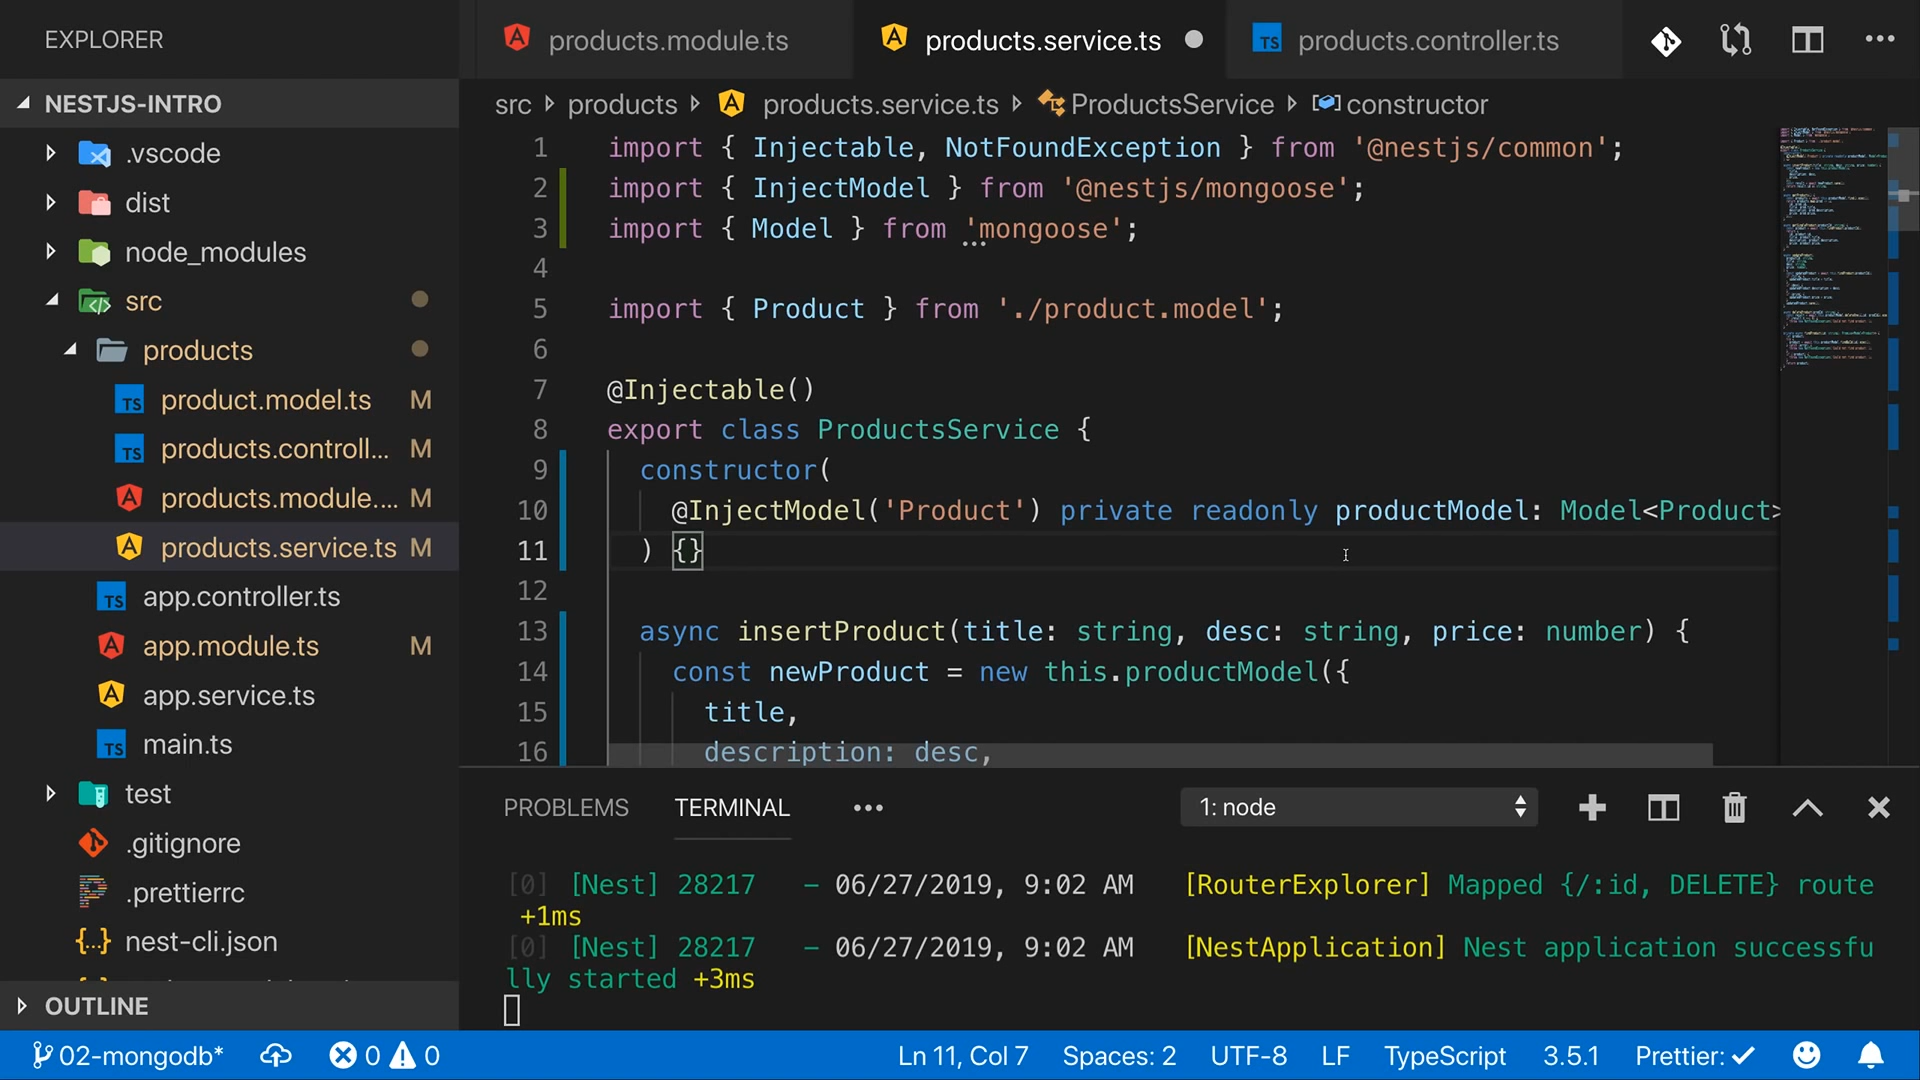 EXPLORER
NESTJS-INTRO
.vscode
dist
node_modules
src
products
product.model.ts M
products.controll... M
products.module.... M
products.service.ts M
app.controller.ts
app.module.ts M
app.service.ts
main.ts
test
.gitignore
.prettierrc
nest-cli.json
OUTLINE
products.module.ts
products.service.ts
TS products.controller.ts
src products products.service.ts ProductsService constructor
1 import { Injectable, NotFoundException } from '@nestjs/common';
2 import { InjectModel } from '@nestjs/mongoose';
3 import { Model } from 'mongoose';
4
5 import { Product } from './product.model';
6
7 @Injectable()
8 export class ProductsService {
9 constructor(
10 @InjectModel('Product') private readonly productModel: Model<Product>
11 ) {}
12
13 async insertProduct(title: string, desc: string, price: number) {
14 const newProduct = new this.productModel({
15 title,
16 description: desc,
PROBLEMS TERMINAL ••• 1: node
[0] [Nest] 28217 - 06/27/2019, 9:02 AM [RouterExplorer] Mapped {/:id, DELETE} route
+1ms
[0] [Nest] 28217 - 06/27/2019, 9:02 AM [NestApplication] Nest application successfu
lly started +3ms
02-mongodb* 0 0 Ln 11, Col 7 Spaces: 2 UTF-8 LF TypeScript 3.5.1 Prettier: ✓